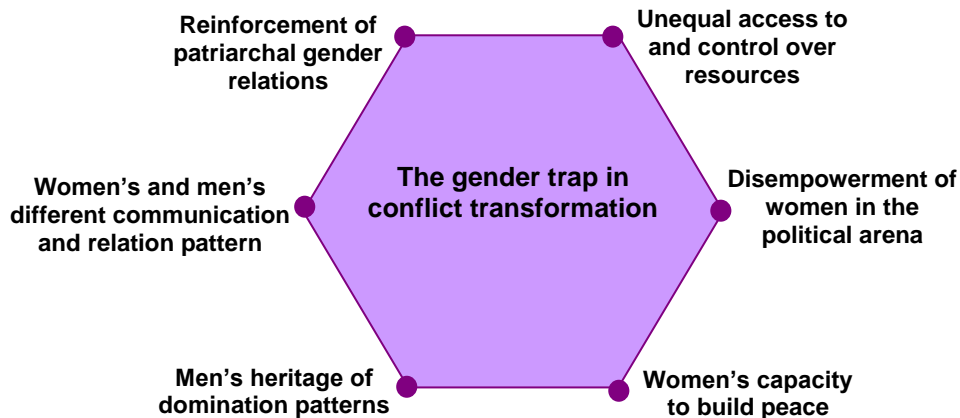 Reinforcement of
patriarchal gender
relations
Unequal access to
and control over
resources
The gender trap in
conflict transformation
Women’s and men’s
different communication
and relation pattern
Disempowerment of
women in the
political arena
Men’s heritage of
domination patterns
Women’s capacity
to build peace